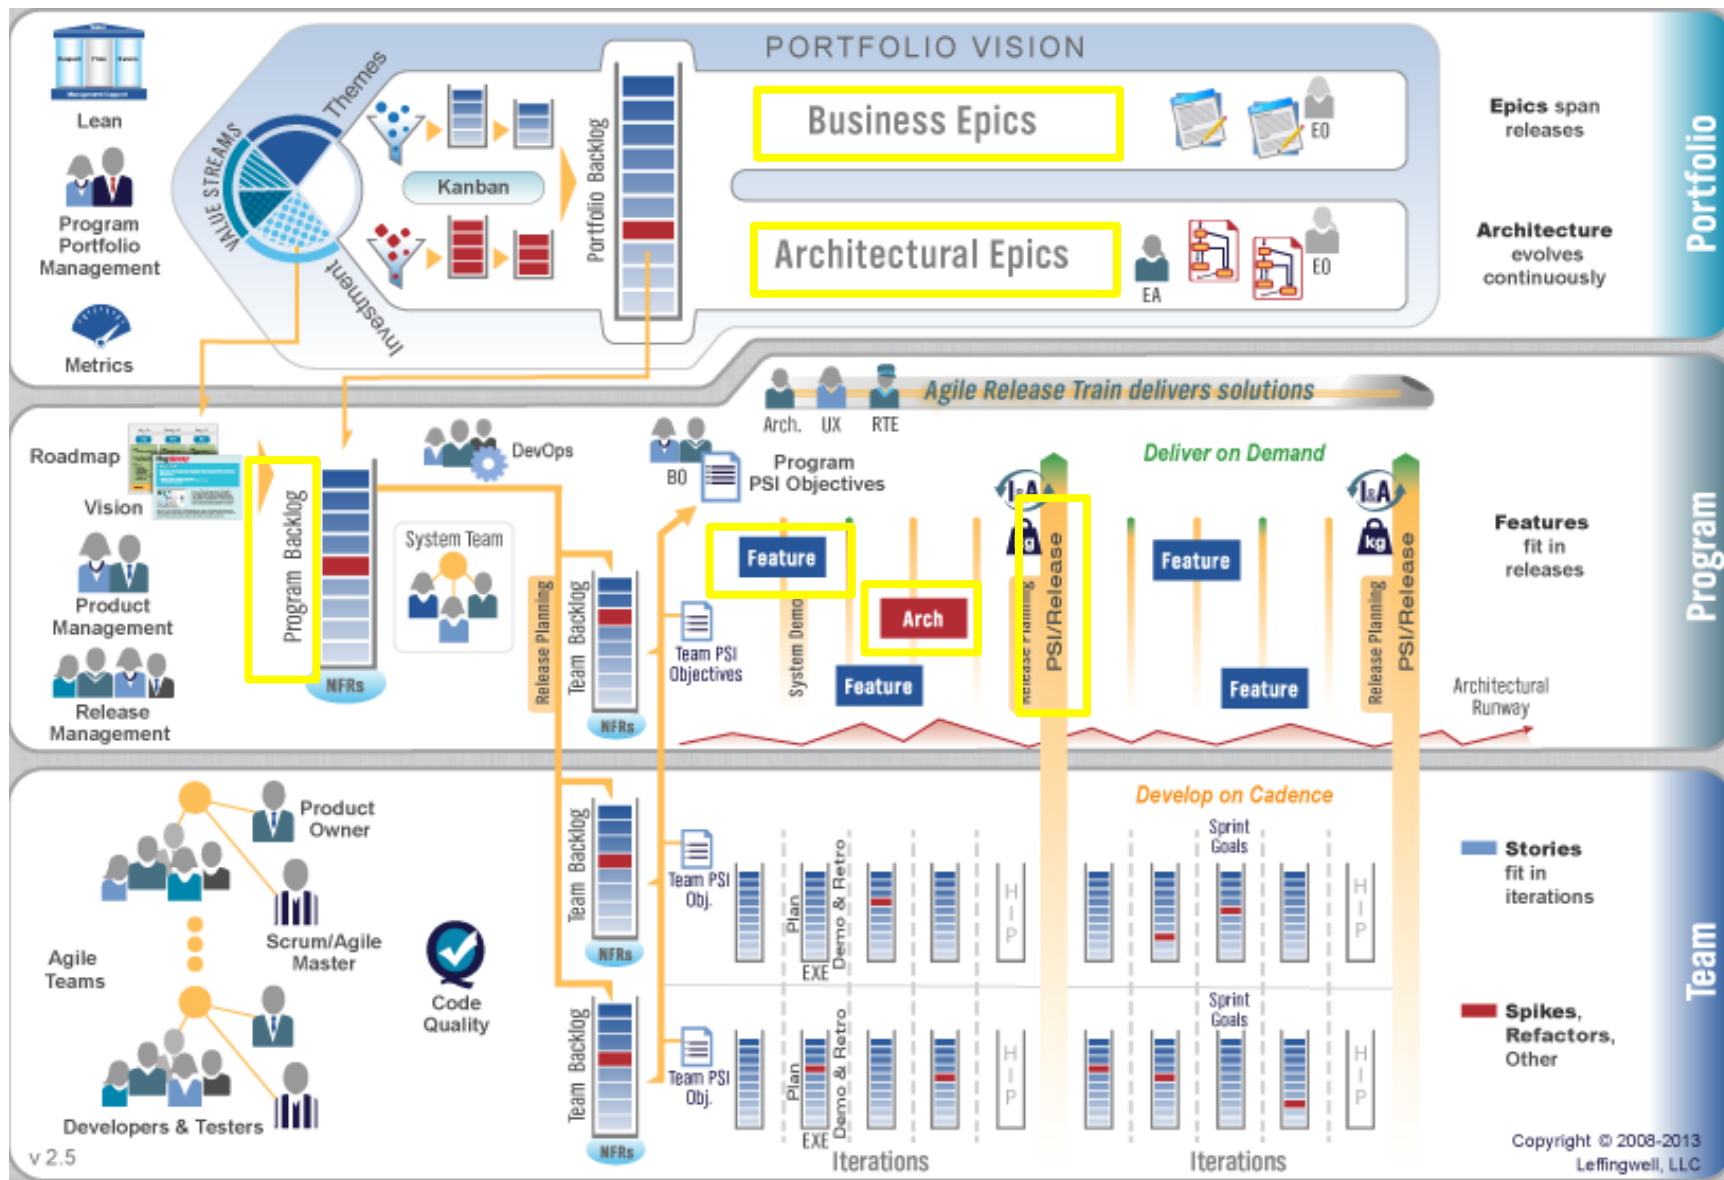 PORTFOLIO VISION
Lean
Program
Portfolio
Management
Metrics
VALUE STREAMS
Themes
Investment
Kanban
Portfolio Backlog
Business Epics
EO
Architectural Epics
EA
EO
Epics span
releases
Architecture
evolves
continuously
Portfolio
Agile Release Train delivers solutions
Arch.
UX
RTE
Roadmap
Vision
Product
Management
Release
Management
Program Backlog
NFRs
DevOps
System Team
Release Planning
Team Backlog
NFRs
BO
Program
PSI Objectives
Team PSI
Objectives
Feature
System Demo
Arch
Feature
I&A
kg
Release Planning
PSI/Release
Deliver on Demand
Feature
Feature
I&A
kg
Release Planning
PSI/Release
Features
fit in
releases
Architectural
Runway
Program
Product
Owner
Scrum/Agile
Master
Agile
Teams
Developers & Testers
Code
Quality
Team Backlog
NFRs
Team PSI
Obj.
Plan
EXE
Demo & Retro
HIP
Develop on Cadence
Sprint
Goals
HIP
Team Backlog
NFRs
Team PSI
Obj.
Plan
EXE
Demo & Retro
HIP
Sprint
Goals
HIP
Iterations
Iterations
Stories
fit in
iterations
Spikes,
Refactors,
Other
Team
v 2.5
Copyright © 2008-2013
Leffingwell, LLC